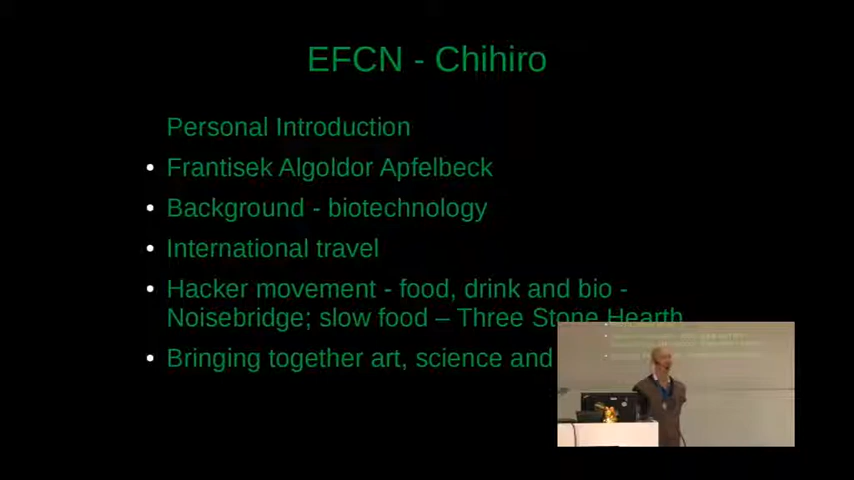 EFCN - Chihiro
Personal Introduction
Frantisek Algoldor Apfelbeck
Background - biotechnology
International travel
Hacker movement - food, drink and bio -
Noisebridge; slow food – Three Stone Hearth
Bringing together art, science and